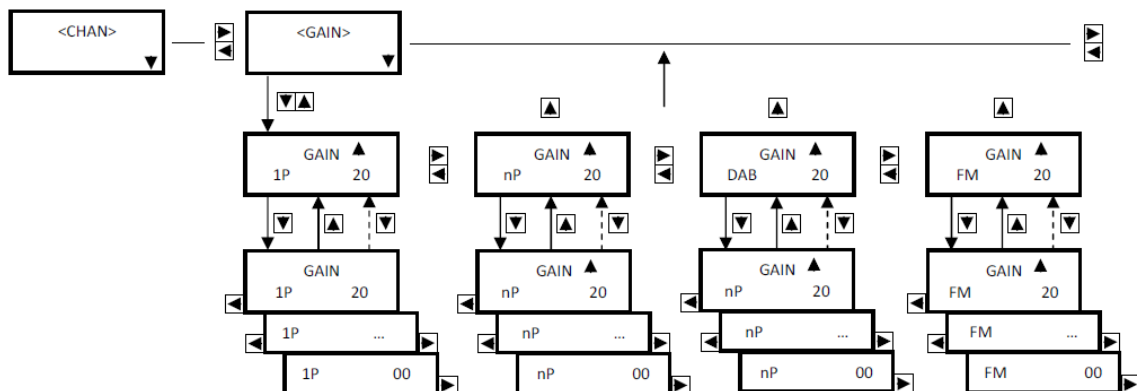 <CHAN>
<GAIN>
GAIN
1P 20
GAIN
nP 20
GAIN
DAB 20
GAIN
FM 20
GAIN
1P 20
GAIN
nP 20
GAIN
nP 20
GAIN
FM 20
1P ...
nP ...
nP ...
FM ...
1P 00
nP 00
nP 00
FM 00